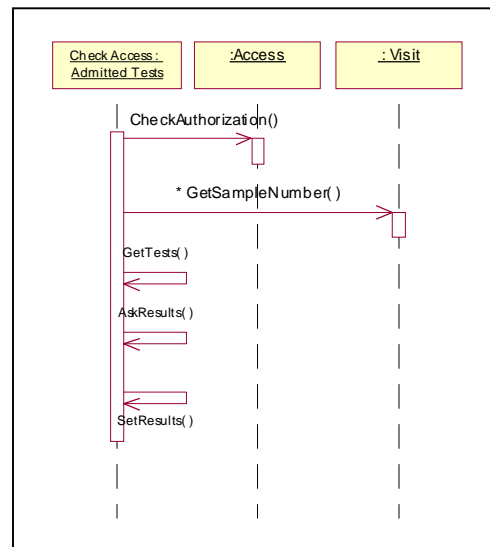 Check Access :
Admitted Tests
:Access
: Visit
CheckAuthorization()
* GetSampleNumber( )
GetTests( )
AskResults( )
SetResults( )